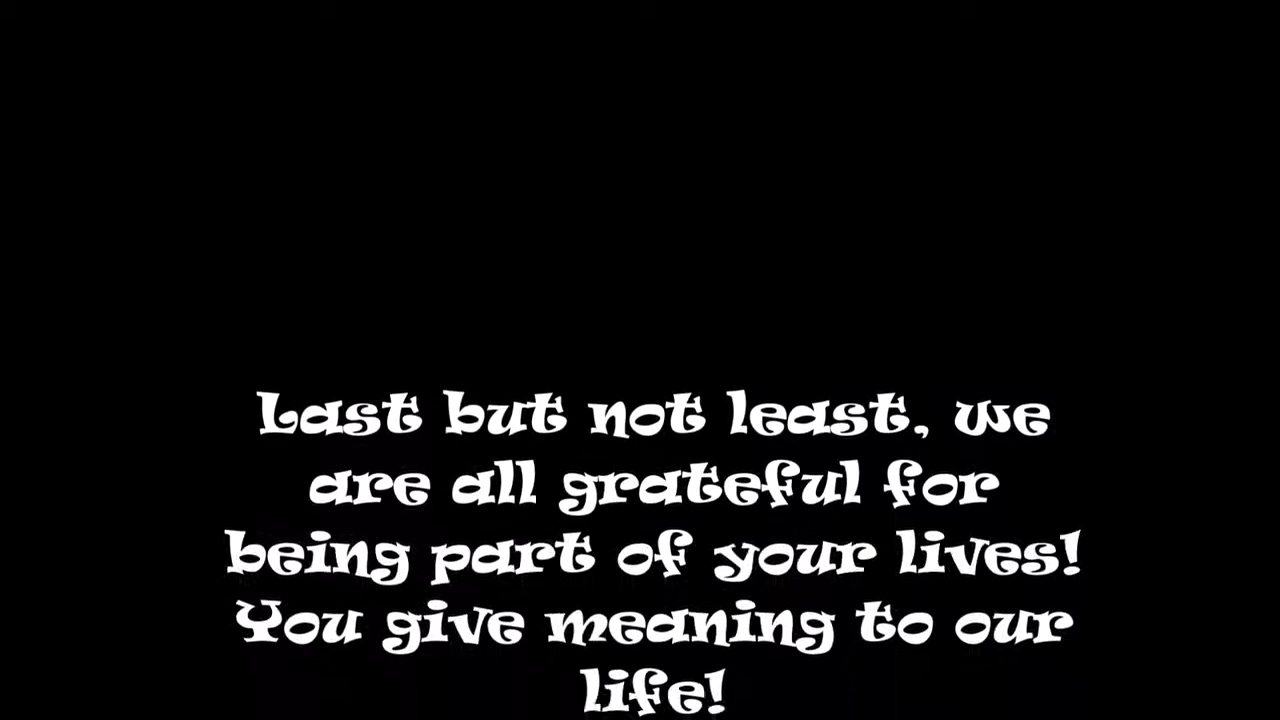 Last but not least, we
are all grateful for
being part of your lives!
You give meaning to our
life!